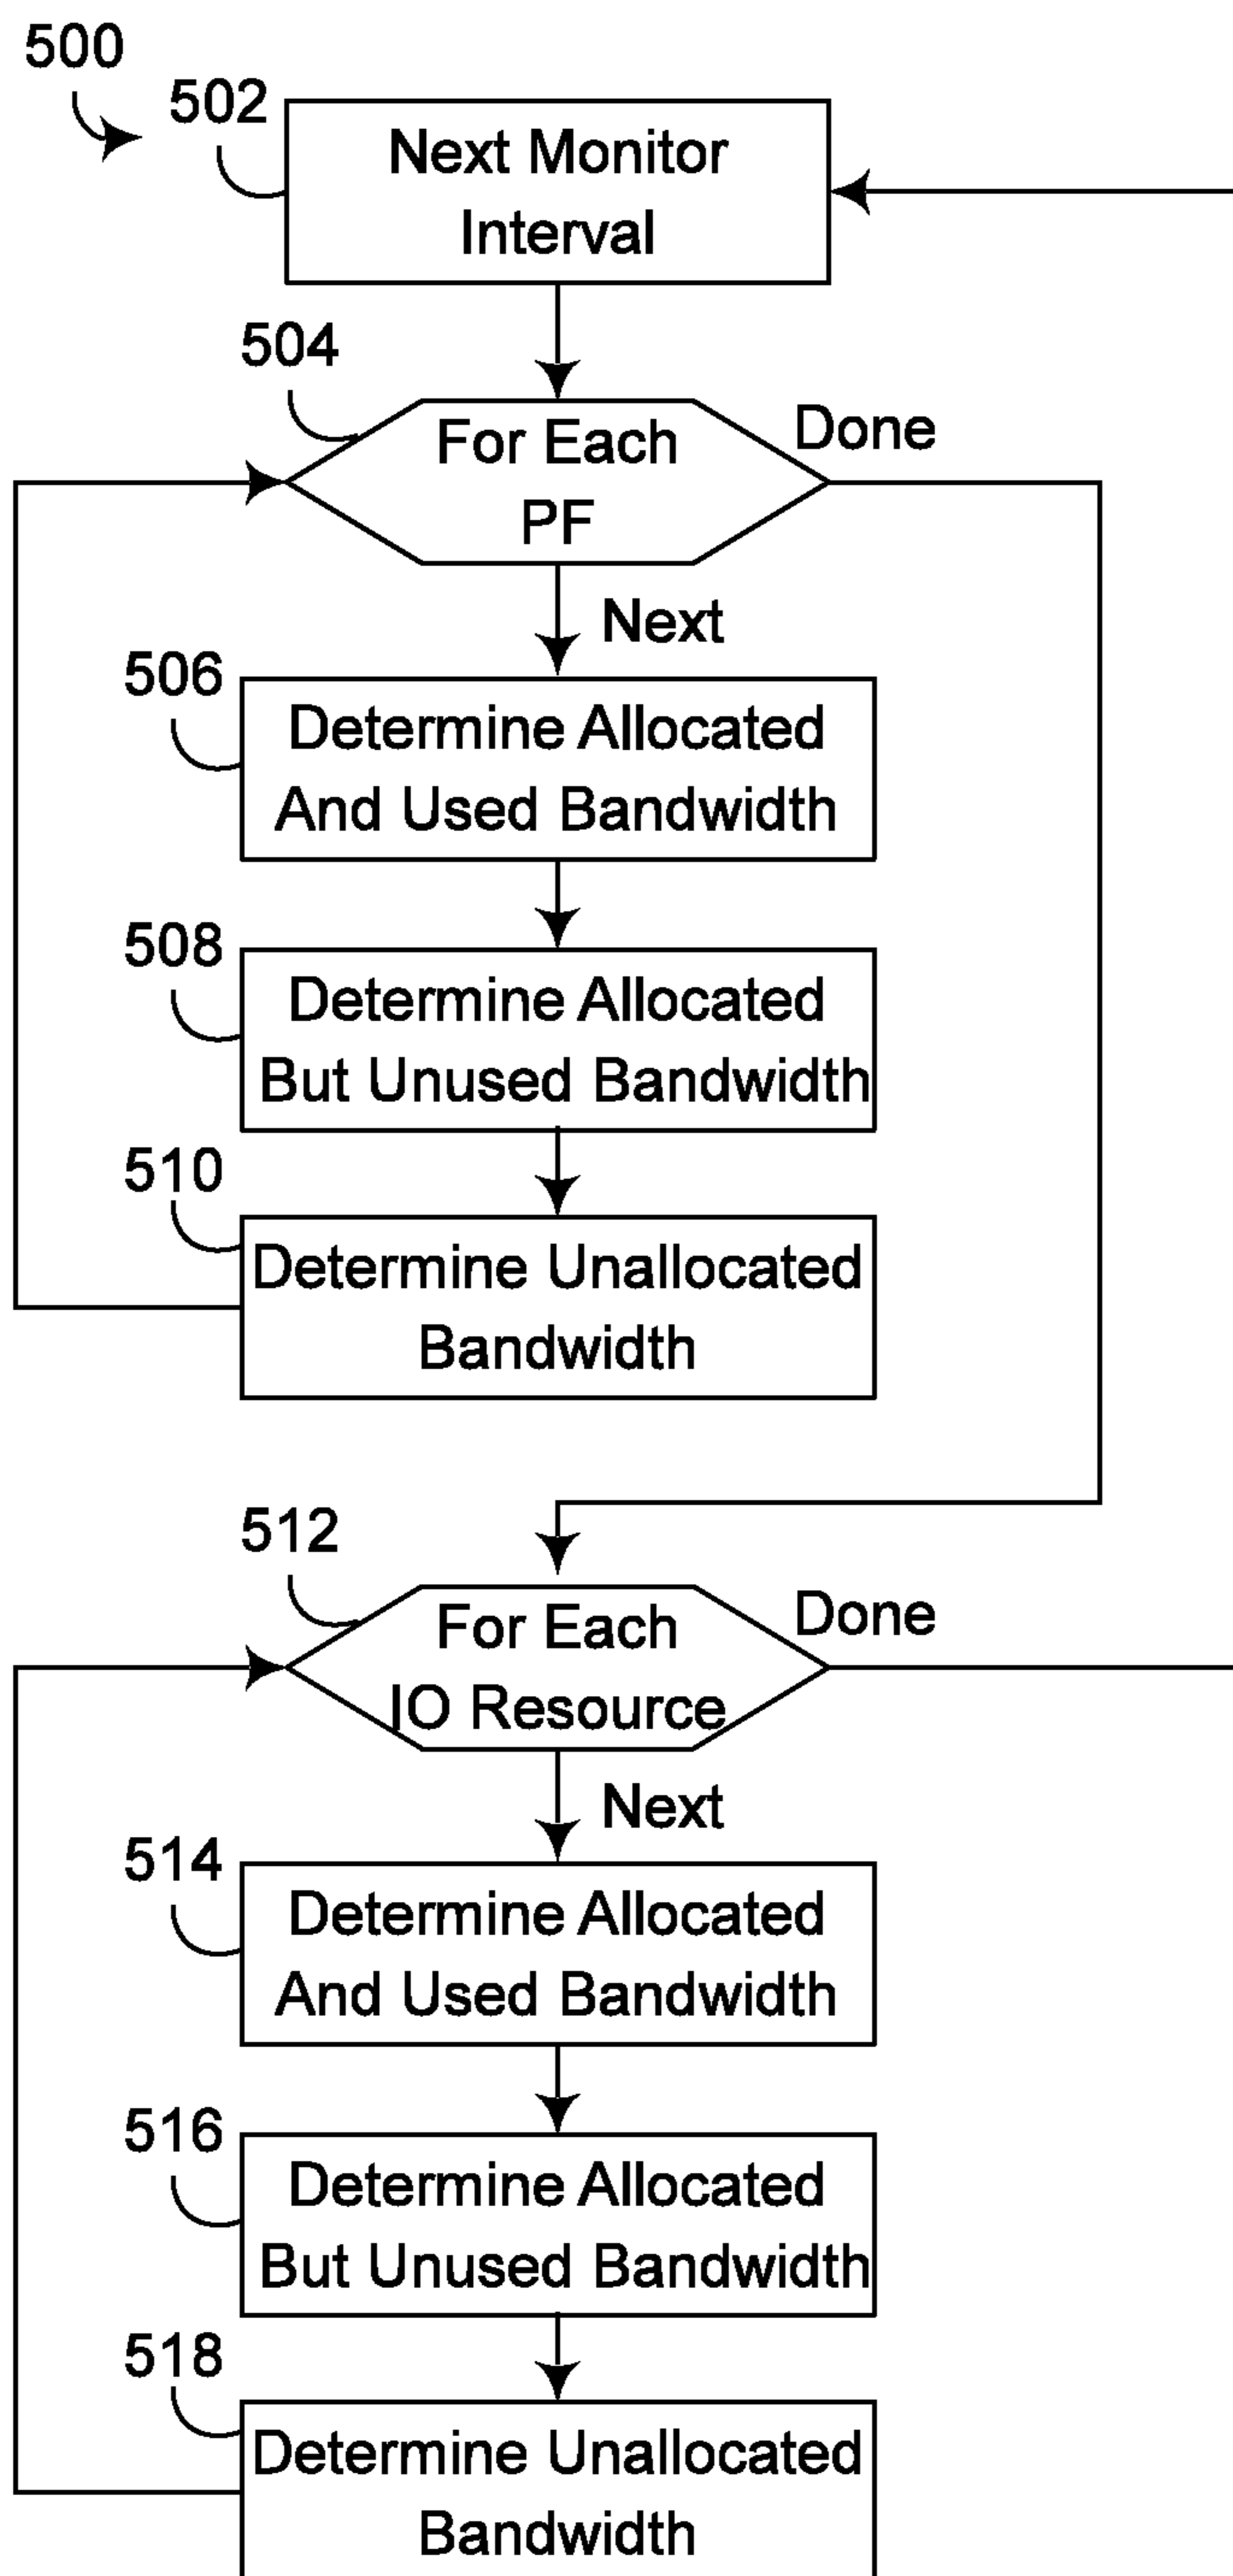 500
502
Next Monitor
Interval
504
For Each
PF
Done
Next
506
Determine Allocated
And Used Bandwidth
508
Determine Allocated
But Unused Bandwidth
510
Determine Unallocated
Bandwidth
512
For Each
IO Resource
Done
Next
514
Determine Allocated
And Used Bandwidth
516
Determine Allocated
But Unused Bandwidth
518
Determine Unallocated
Bandwidth